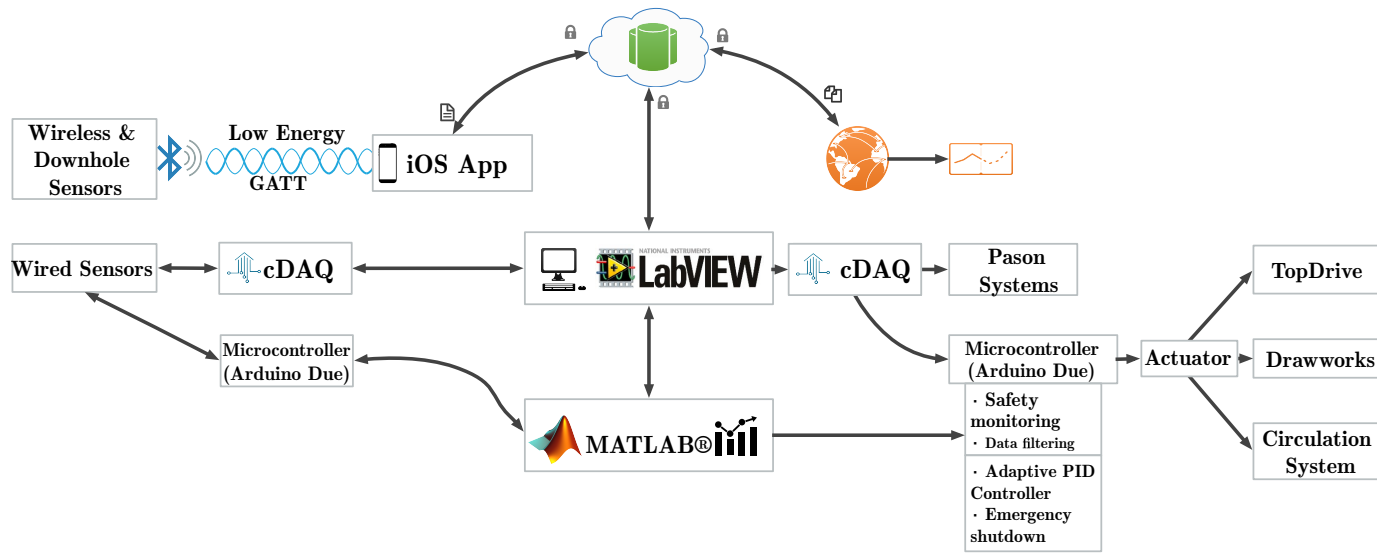 Wireless &
Downhole
Sensors
Low Energy
GATT
iOS App
Wired Sensors
cDAQ
NATIONAL INSTRUMENTS
LabVIEW
cDAQ
Pason
Systems
TopDrive
Microcontroller
(Arduino Due)
Microcontroller
(Arduino Due)
Actuator
Drawworks
· Safety
monitoring
· Data filtering
MATLAB®
Circulation
System
· Adaptive PID
Controller
· Emergency
shutdown